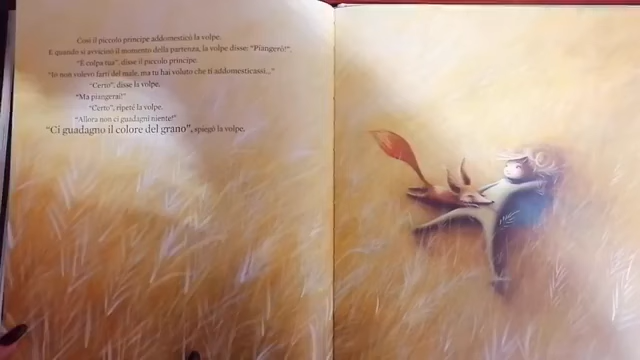 Così il piccolo principe addomesticò la volpe.
E quando si avvicinò il momento della partenza, la volpe disse: "Piangerò!".
"È colpa tua", disse il piccolo principe.
"Io non volevo farti del male, ma tu hai voluto che ti addomesticassi..."
"Certo", disse la volpe.
"Ma piangerai!"
"Certo", ripeté la volpe.
"Allora non ci guadagni niente!"
"Ci guadagno il colore del grano", spiegò la volpe.